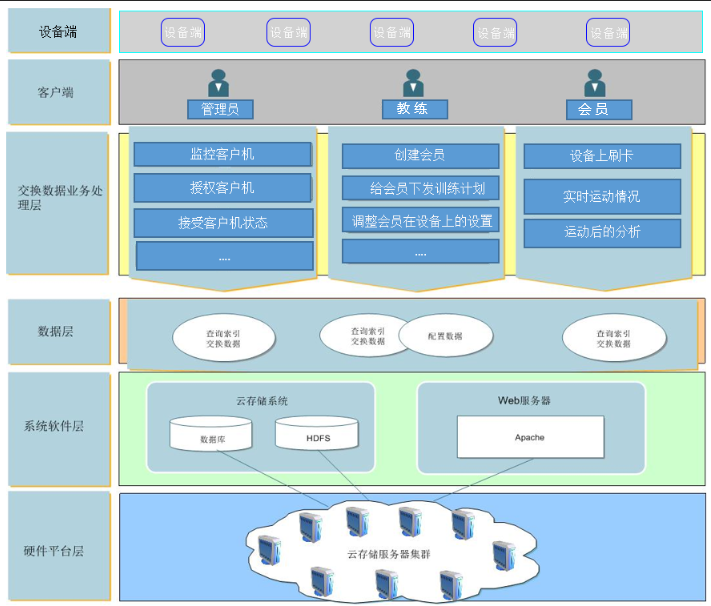 设备端
设备端
设备端
设备端
设备端
设备端
客户端
管理员
教 练
会 员
交换数据业务处
理层
监控客户机
授权客户机
接受客户机状态
....
创建会员
给会员下发训练计划
调整会员在设备上的设置
....
设备上刷卡
实时运动情况
运动后的分析
数据层
查询索引
交换数据
查询索引
交换数据
配置数据
查询索引
交换数据
系统软件层
云存储系统
数据库
HDFS
Web服务器
Apache
硬件平台层
云存储服务器集群